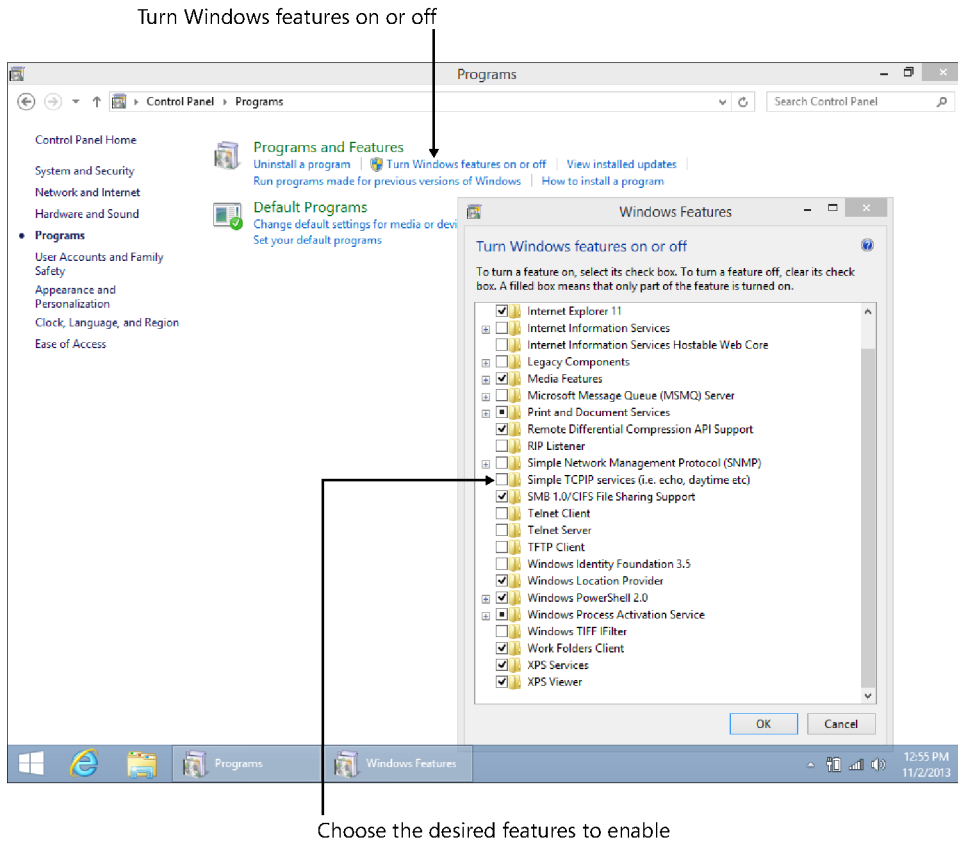 Turn Windows features on or off
Programs
Control Panel Programs
Search Control Panel
Control Panel Home
System and Security
Network and Internet
Hardware and Sound
Programs
User Accounts and Family
Safety
Appearance and
Personalization
Clock, Language, and Region
Ease of Access
Programs and Features
Uninstall a program Turn Windows features on or off View installed updates
Run programs made for previous versions of Windows How to install a program
Default Programs
Change default settings for media or devi
Set your default programs
Windows Features
Turn Windows features on or off
To turn a feature on, select its check box. To turn a feature off, clear its check
box. A filled box means that only part of the feature is turned on.
Internet Explorer 11
Internet Information Services
Internet Information Services Hostable Web Core
Legacy Components
Media Features
Microsoft Message Queue (MSMQ) Server
Print and Document Services
Remote Differential Compression API Support
RIP Listener
Simple Network Management Protocol (SNMP)
Simple TCPIP services (i.e. echo, daytime etc)
SMB 1.0/CIFS File Sharing Support
Telnet Client
Telnet Server
TFTP Client
Windows Identity Foundation 3.5
Windows Location Provider
Windows PowerShell 2.0
Windows Process Activation Service
Windows TIFF IFilter
Work Folders Client
XPS Services
XPS Viewer
OK Cancel
Programs
Windows Features
12:55 PM
11/2/2013
Choose the desired features to enable